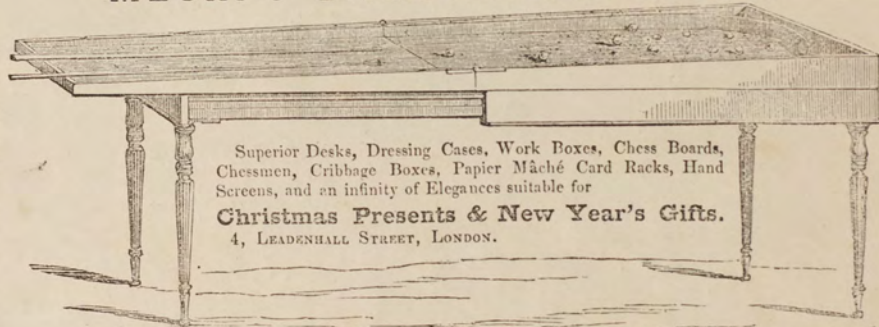 Superior Desks, Dressing Cases, Work Boxes, Chess Boards,
Chessmen, Cribbage Boxes, Papier Mâché Card Racks, Hand
Screens, and an infinity of Elegances suitable for
Christmas Presents & New Year's Gifts.
4, LEADENHALL STREET, LONDON.